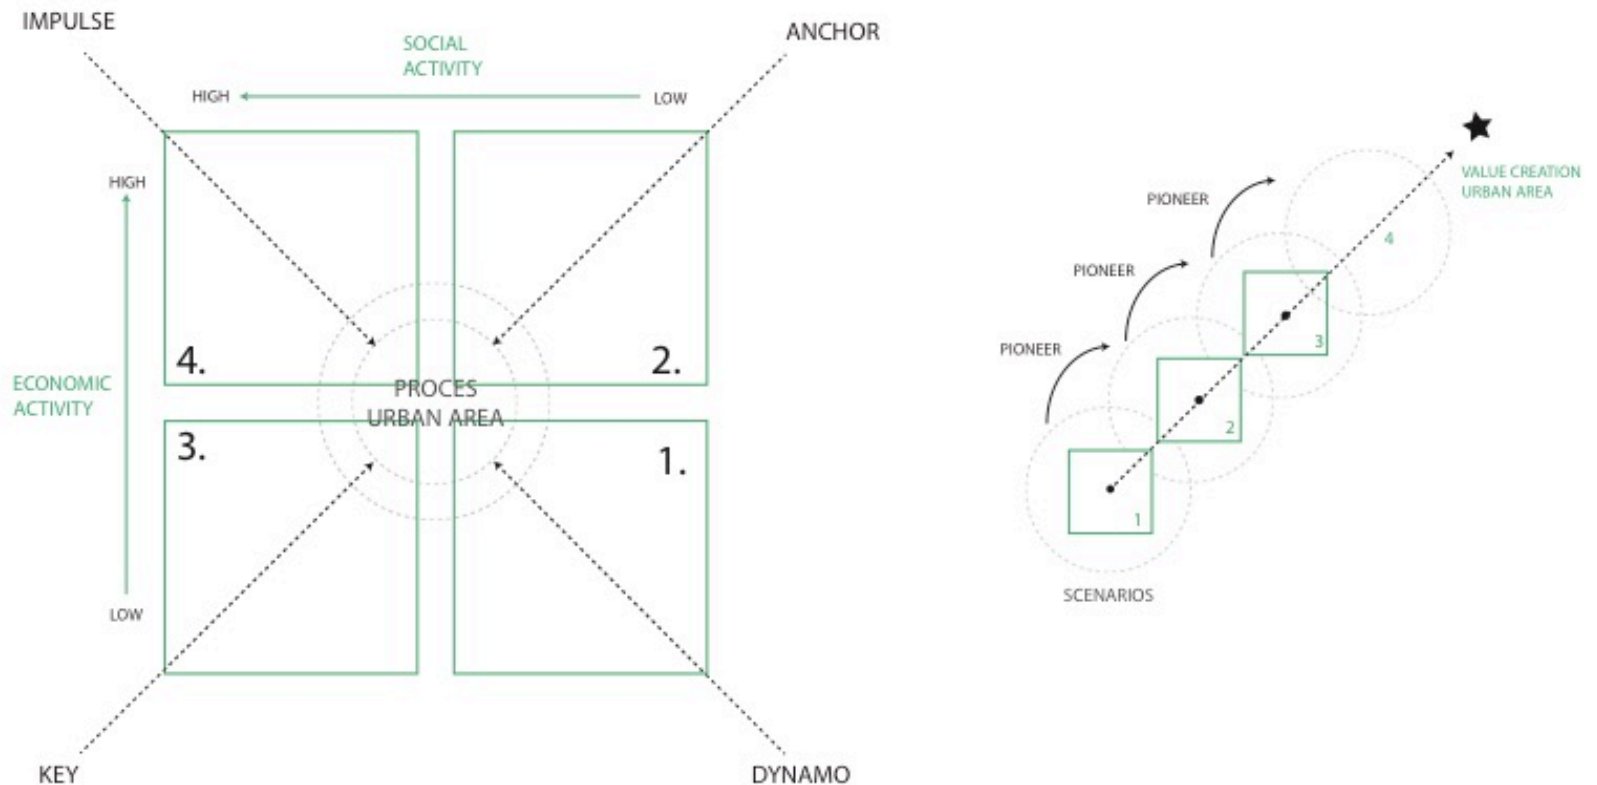 IMPULSE
ANCHOR
SOCIAL
ACTIVITY
HIGH
LOW
HIGH
ECONOMIC
ACTIVITY
LOW
4.
2.
PROCES
URBAN AREA
3.
1.
KEY
DYNAMO
VALUE CREATION
URBAN AREA
PIONEER
4
PIONEER
3
PIONEER
2
1
SCENARIOS